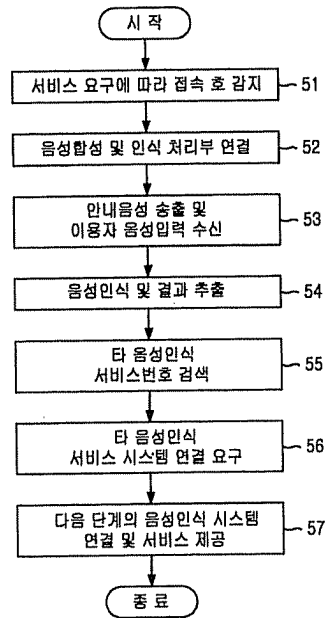 시 작
서비스 요구에 따라 접속 호 감지
51
음성합성 및 인식 처리부 연결
52
안내음성 송출 및
이용자 음성입력 수신
53
음성인식 및 결과 추출
54
타 음성인식
서비스번호 검색
55
타 음성인식
서비스 시스템 연결 요구
56
다음 단계의 음성인식 시스템
연결 및 서비스 제공
57
종 료